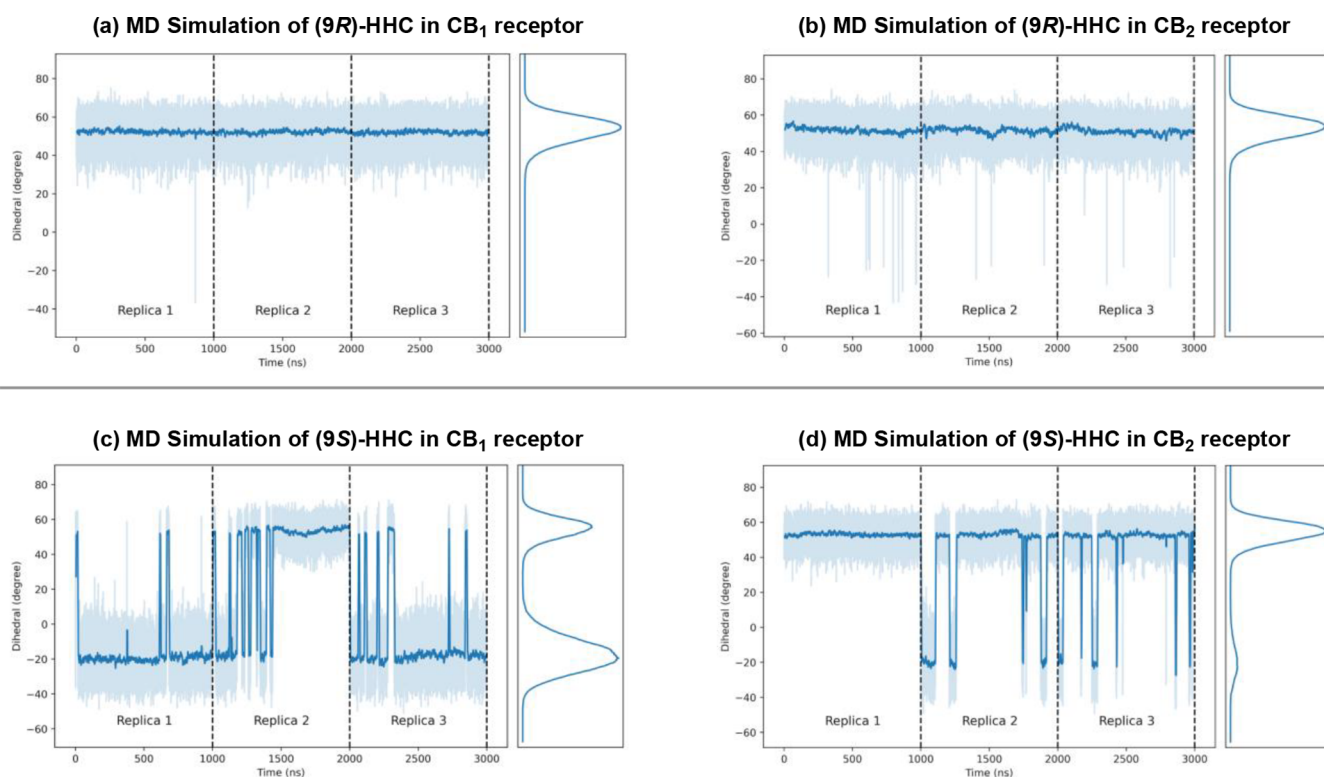 (a) MD Simulation of (9R)-HHC in CB₁ receptor
Dihedral (degree)
80
60
40
20
0
−20
−40
Replica 1 Replica 2 Replica 3
0 500 1000 1500 2000 2500 3000
Time (ns)
(b) MD Simulation of (9R)-HHC in CB₂ receptor
Dihedral (degree)
80
60
40
20
0
−20
−40
−60
Replica 1 Replica 2 Replica 3
0 500 1000 1500 2000 2500 3000
Time (ns)
(c) MD Simulation of (9S)-HHC in CB₁ receptor
Dihedral (degree)
80
60
40
20
0
−20
−40
−60
Replica 1 Replica 2 Replica 3
0 500 1000 1500 2000 2500 3000
Time (ns)
(d) MD Simulation of (9S)-HHC in CB₂ receptor
Dihedral (degree)
80
60
40
20
0
−20
−40
−60
Replica 1 Replica 2 Replica 3
0 500 1000 1500 2000 2500 3000
Time (ns)